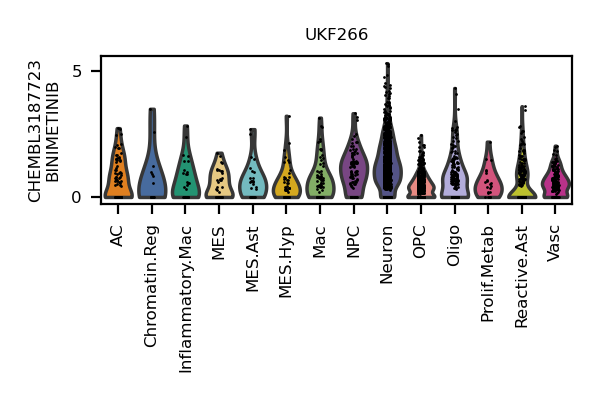 UKF266
CHEMBL3187723
BINIMETINIB
5
0
AC
Chromatin.Reg
Inflammatory.Mac
MES
MES.Ast
MES.Hyp
Mac
NPC
Neuron
OPC
Oligo
Prolif.Metab
Reactive.Ast
Vasc